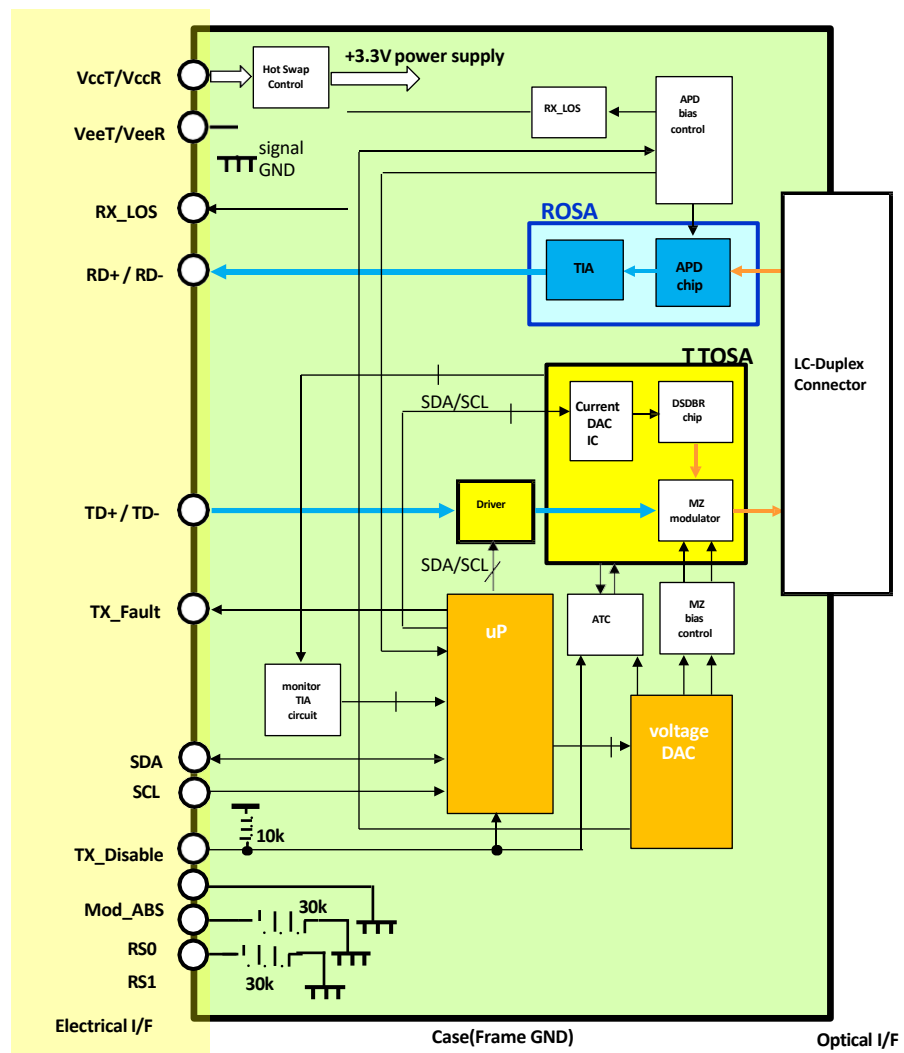 VccT/VccR
Hot Swap
Control
+3.3V power supply
VeeT/VeeR
signal
GND
RX_LOS
APD
bias
control
RX_LOS
ROSA
RD+ / RD-
TIA
APD
chip
LC-Duplex
Connector
T TOSA
SDA/SCL
Current
DAC
IC
DSDBR
chip
TD+ / TD-
Driver
MZ
modulator
SDA/SCL
TX_Fault
uP
ATC
MZ
bias
control
monitor
TIA
circuit
voltage
DAC
SDA
SCL
10k
TX_Disable
Mod_ABS
30k
RS0
RS1
30k
Electrical I/F
Case(Frame GND)
Optical I/F